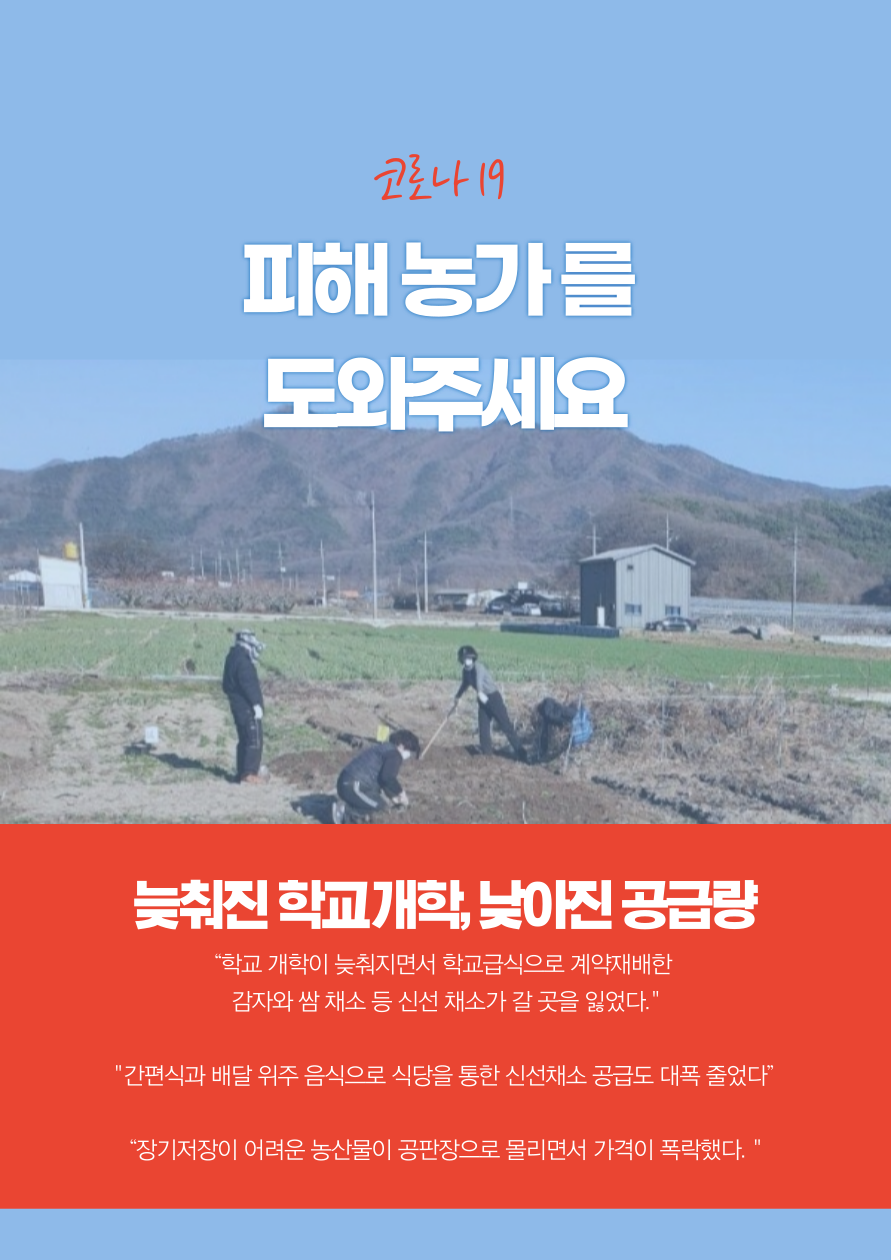 코로나 19
피해 농가 를
도와주세요
늦춰진 학교 개학, 낮아진 공급량
“학교 개학이 늦춰지면서 학교급식으로 계약재배한
감자와 쌈 채소 등 신선 채소가 갈 곳을 잃었다."
"간편식과 배달 위주 음식으로 식당을 통한 신선채소 공급도 대폭 줄었다”
“장기저장이 어려운 농산물이 공판장으로 몰리면서 가격이 폭락했다. "